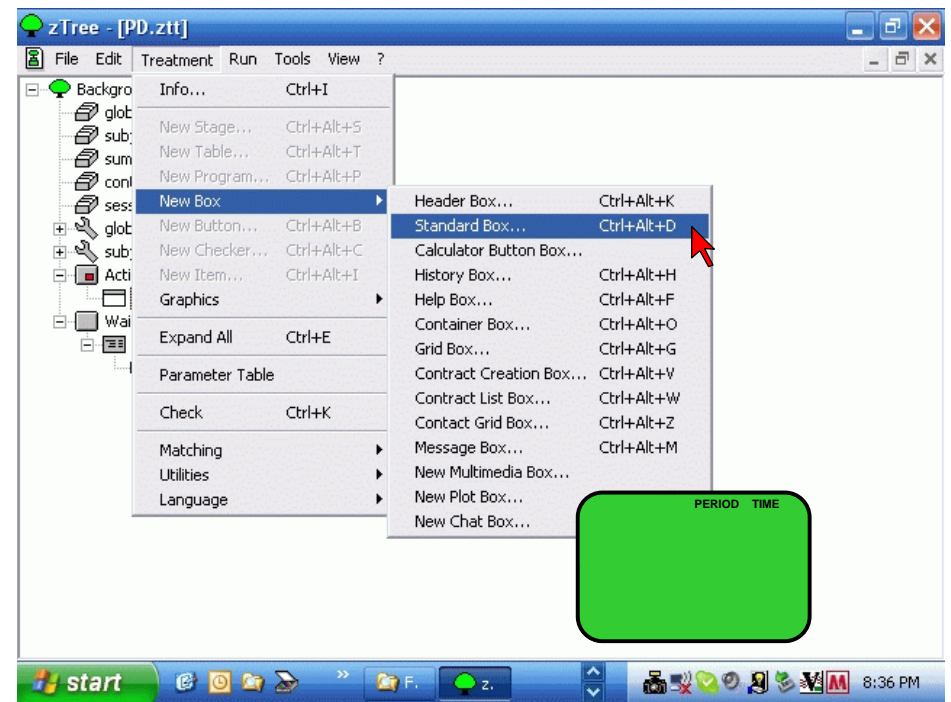 zTree - [PD.ztt]
File Edit Treatment Run Tools View ?
Backgro
glob
sub
sum
con
sess
glob
sub
Acti
Wai
Info... Ctrl+I
New Stage... Ctrl+Alt+S
New Table... Ctrl+Alt+T
New Program... Ctrl+Alt+P
New Box
New Button... Ctrl+Alt+B
New Checker... Ctrl+Alt+C
New Item... Ctrl+Alt+I
Graphics
Expand All Ctrl+E
Parameter Table
Check Ctrl+K
Matching
Utilities
Language
Header Box... Ctrl+Alt+K
Standard Box... Ctrl+Alt+D
Calculator Button Box...
History Box... Ctrl+Alt+H
Help Box... Ctrl+Alt+F
Container Box... Ctrl+Alt+O
Grid Box... Ctrl+Alt+G
Contract Creation Box... Ctrl+Alt+V
Contract List Box... Ctrl+Alt+W
Contact Grid Box... Ctrl+Alt+Z
Message Box... Ctrl+Alt+M
New Multimedia Box...
New Plot Box...
New Chat Box...
PERIOD TIME
start
F.
z.
8:36 PM